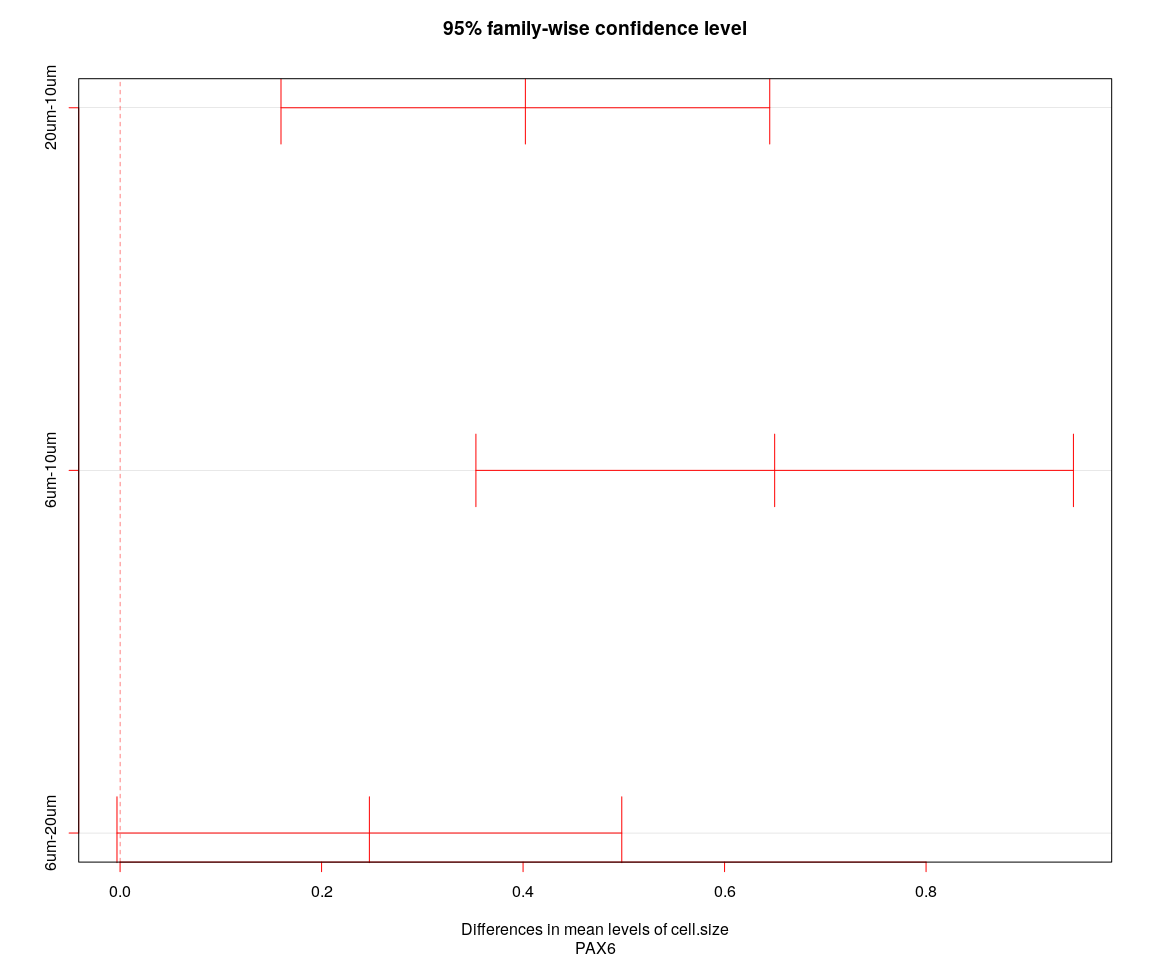 95% family-wise confidence level
20um-10um
6um-10um
6um-20um
0.0 0.2 0.4 0.6 0.8
Differences in mean levels of cell.size
PAX6